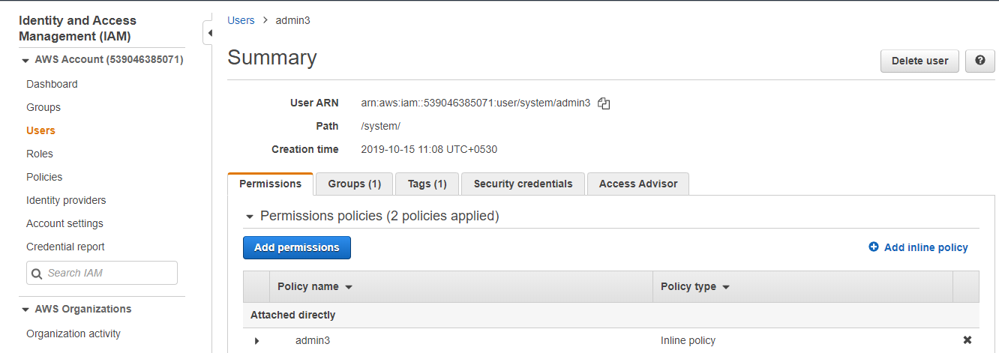 Identity and Access
Management (IAM)
AWS Account (539046385071)
Dashboard
Groups
Users
Roles
Policies
Identity providers
Account settings
Credential report
Search IAM
AWS Organizations
Organization activity
Users > admin3
Summary
Delete user
?
User ARN arn:aws:iam::539046385071:user/system/admin3
Path /system/
Creation time 2019-10-15 11:08 UTC+0530
Permissions Groups (1) Tags (1) Security credentials Access Advisor
Permissions policies (2 policies applied)
Add permissions Add inline policy
Policy name Policy type
Attached directly
admin3 Inline policy